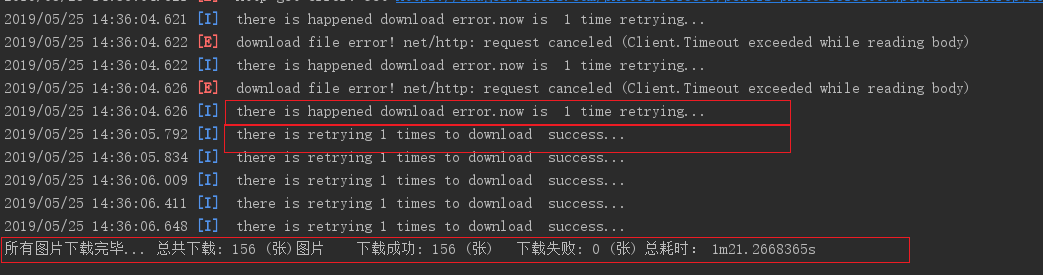 2019/05/25 14:36:04.621 [I] there is happened download error.now is  1 time retrying...
2019/05/25 14:36:04.622 [E] download file error! net/http: request canceled (Client.Timeout exceeded while reading body)
2019/05/25 14:36:04.622 [I] there is happened download error.now is  1 time retrying...
2019/05/25 14:36:04.626 [E] download file error! net/http: request canceled (Client.Timeout exceeded while reading body)
2019/05/25 14:36:04.626 [I] there is happened download error.now is  1 time retrying...
2019/05/25 14:36:05.792 [I] there is retrying 1 times to download  success...
2019/05/25 14:36:05.834 [I] there is retrying 1 times to download  success...
2019/05/25 14:36:06.009 [I] there is retrying 1 times to download  success...
2019/05/25 14:36:06.411 [I] there is retrying 1 times to download  success...
2019/05/25 14:36:06.648 [I] there is retrying 1 times to download  success...
所有图片下载完毕... 总共下载: 156 (张)图片   下载成功: 156 (张)  下载失败: 0 (张) 总耗时: 1m21.2668365s